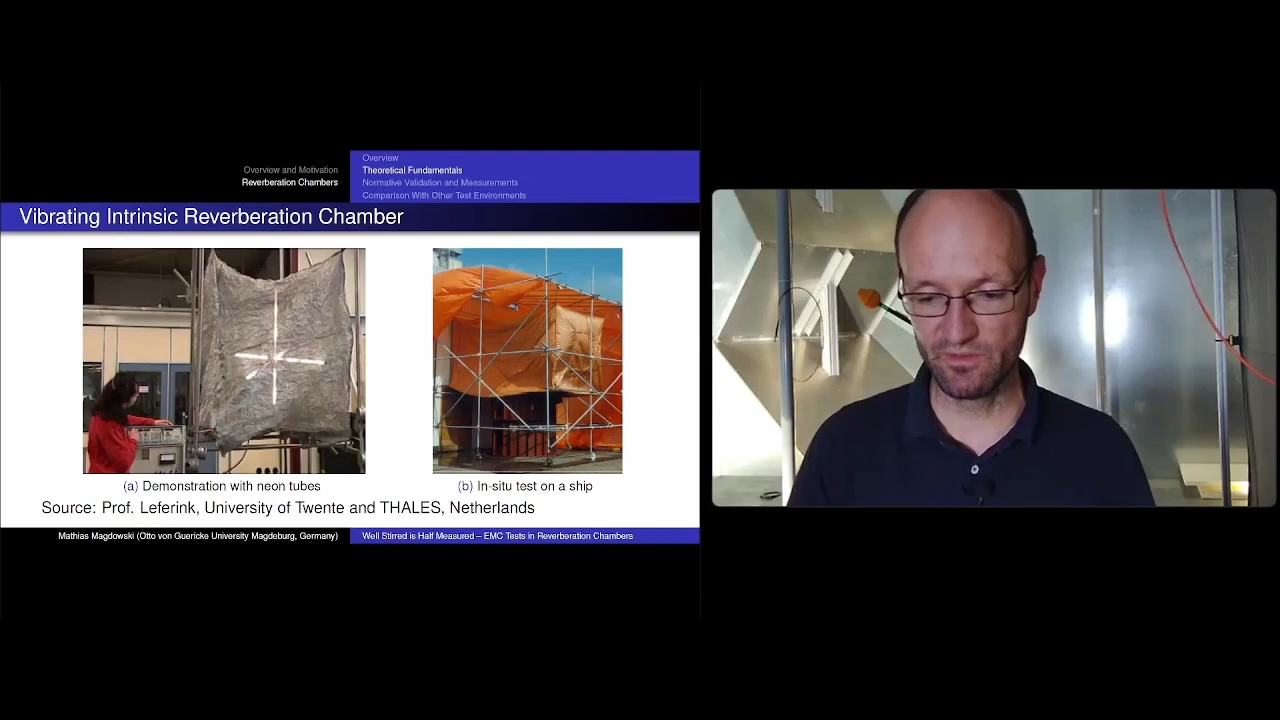 Overview and Motivation
Reverberation Chambers
Overview
Theoretical Fundamentals
Normative Validation and Measurements
Comparison With Other Test Environments
Vibrating Intrinsic Reverberation Chamber
(a) Demonstration with neon tubes
(b) In-situ test on a ship
Source: Prof. Leferink, University of Twente and THALES, Netherlands
Mathias Magdowski (Otto von Guericke University Magdeburg, Germany)
Well Stirred is Half Measured – EMC Tests in Reverberation Chambers